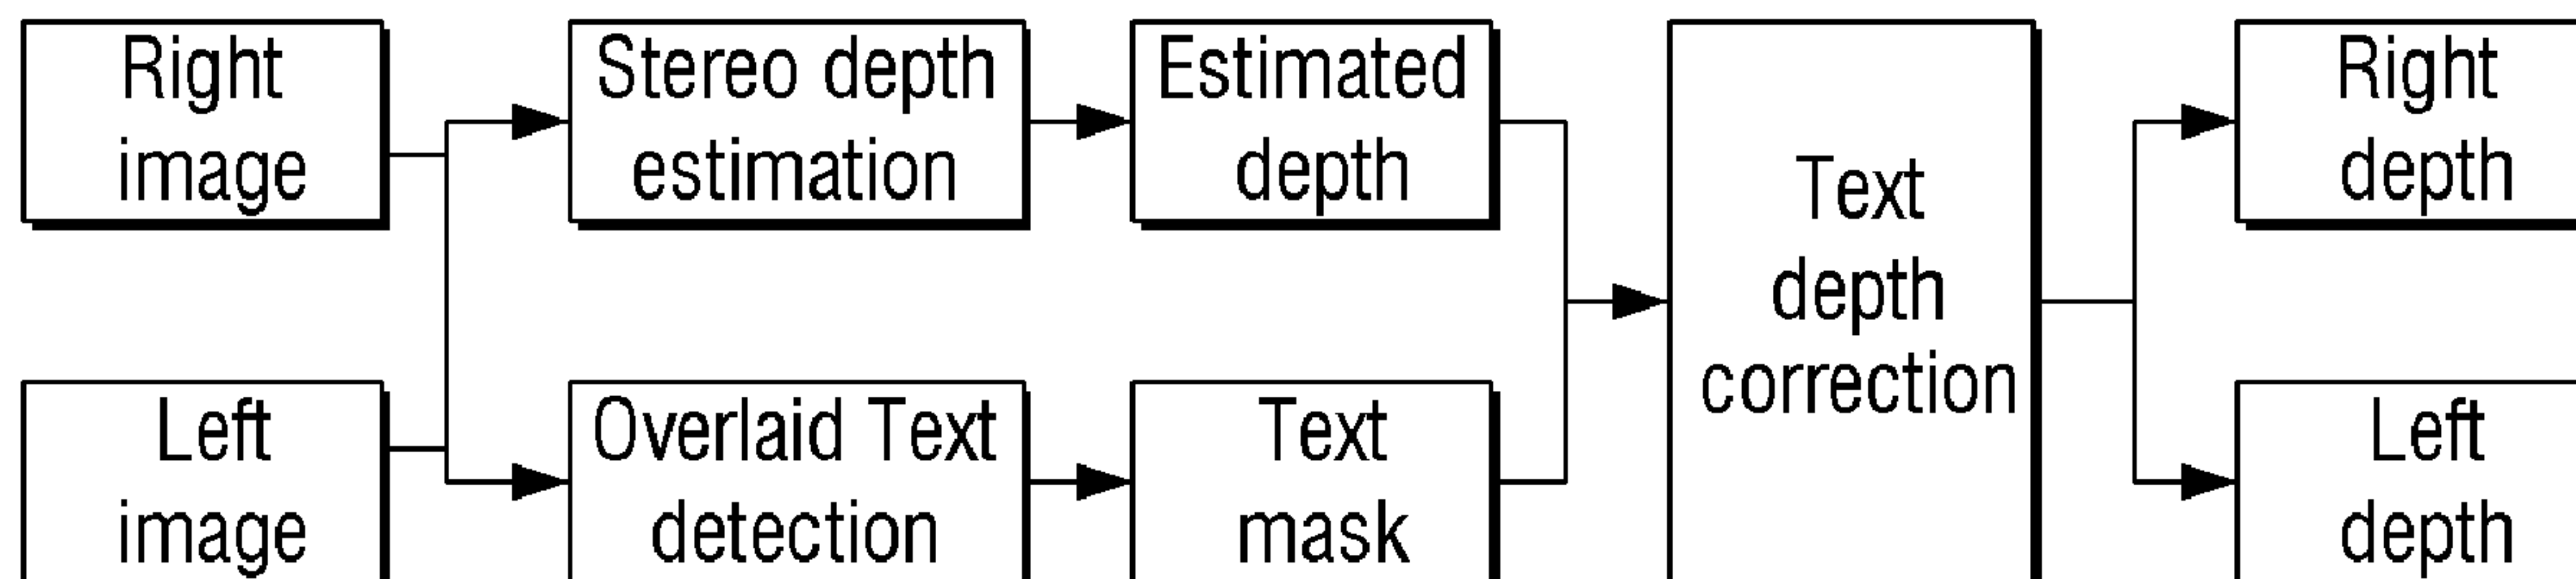 Right
image
Stereo depth
estimation
Estimated
depth
Text
depth
correction
Right
depth
Left
image
Overlaid Text
detection
Text
mask
Left
depth